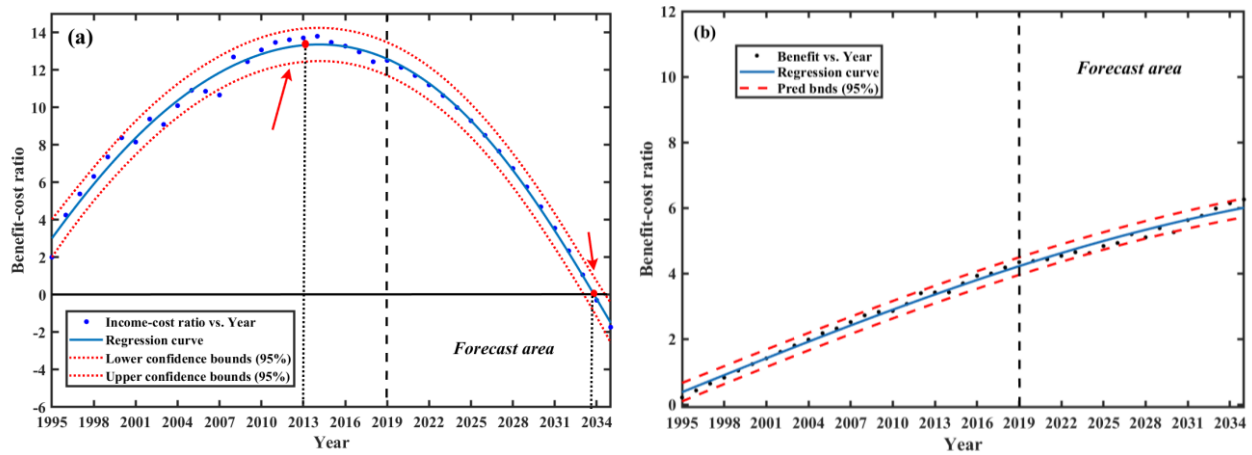 (a)
Benefit-cost ratio
14
12
10
8
6
4
2
0
-2
-4
-6
Income-cost ratio vs. Year
Regression curve
Lower confidence bounds (95%)
Upper confidence bounds (95%)
Forecast area
1995 1998 2001 2004 2007 2010 2013 2016 2019 2022 2025 2028 2031 2034
Year
(b)
Benefit-cost ratio
12
10
8
6
4
2
0
Benefit vs. Year
Regression curve
Pred bnds (95%)
Forecast area
1995 1998 2001 2004 2007 2010 2013 2016 2019 2022 2025 2028 2031 2034
Year